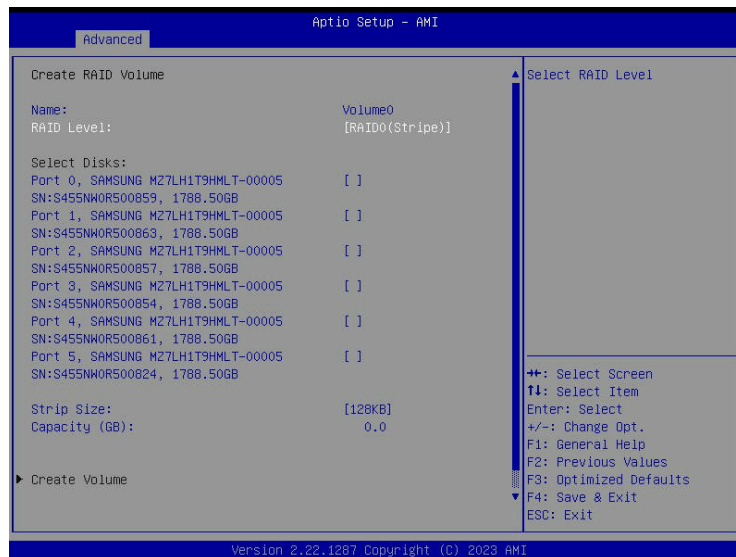 Aptio Setup - AMI
Advanced
Create RAID Volume
Name: Volume0
RAID Level: [RAID0(Stripe)]
Select Disks:
Port 0, SAMSUNG MZ7LH1T9HMLT-00005 [ ]
SN:S455NW0R500859, 1788.50GB
Port 1, SAMSUNG MZ7LH1T9HMLT-00005 [ ]
SN:S455NW0R500863, 1788.50GB
Port 2, SAMSUNG MZ7LH1T9HMLT-00005 [ ]
SN:S455NW0R500857, 1788.50GB
Port 3, SAMSUNG MZ7LH1T9HMLT-00005 [ ]
SN:S455NW0R500854, 1788.50GB
Port 4, SAMSUNG MZ7LH1T9HMLT-00005 [ ]
SN:S455NW0R500861, 1788.50GB
Port 5, SAMSUNG MZ7LH1T9HMLT-00005 [ ]
SN:S455NW0R500824, 1788.50GB
Strip Size: [128KB]
Capacity (GB): 0.0
Create Volume
Select RAID Level
→←: Select Screen
↑↓: Select Item
Enter: Select
+/-: Change Opt.
F1: General Help
F2: Previous Values
F3: Optimized Defaults
F4: Save & Exit
ESC: Exit
Version 2.22.1287 Copyright (C) 2023 AMI